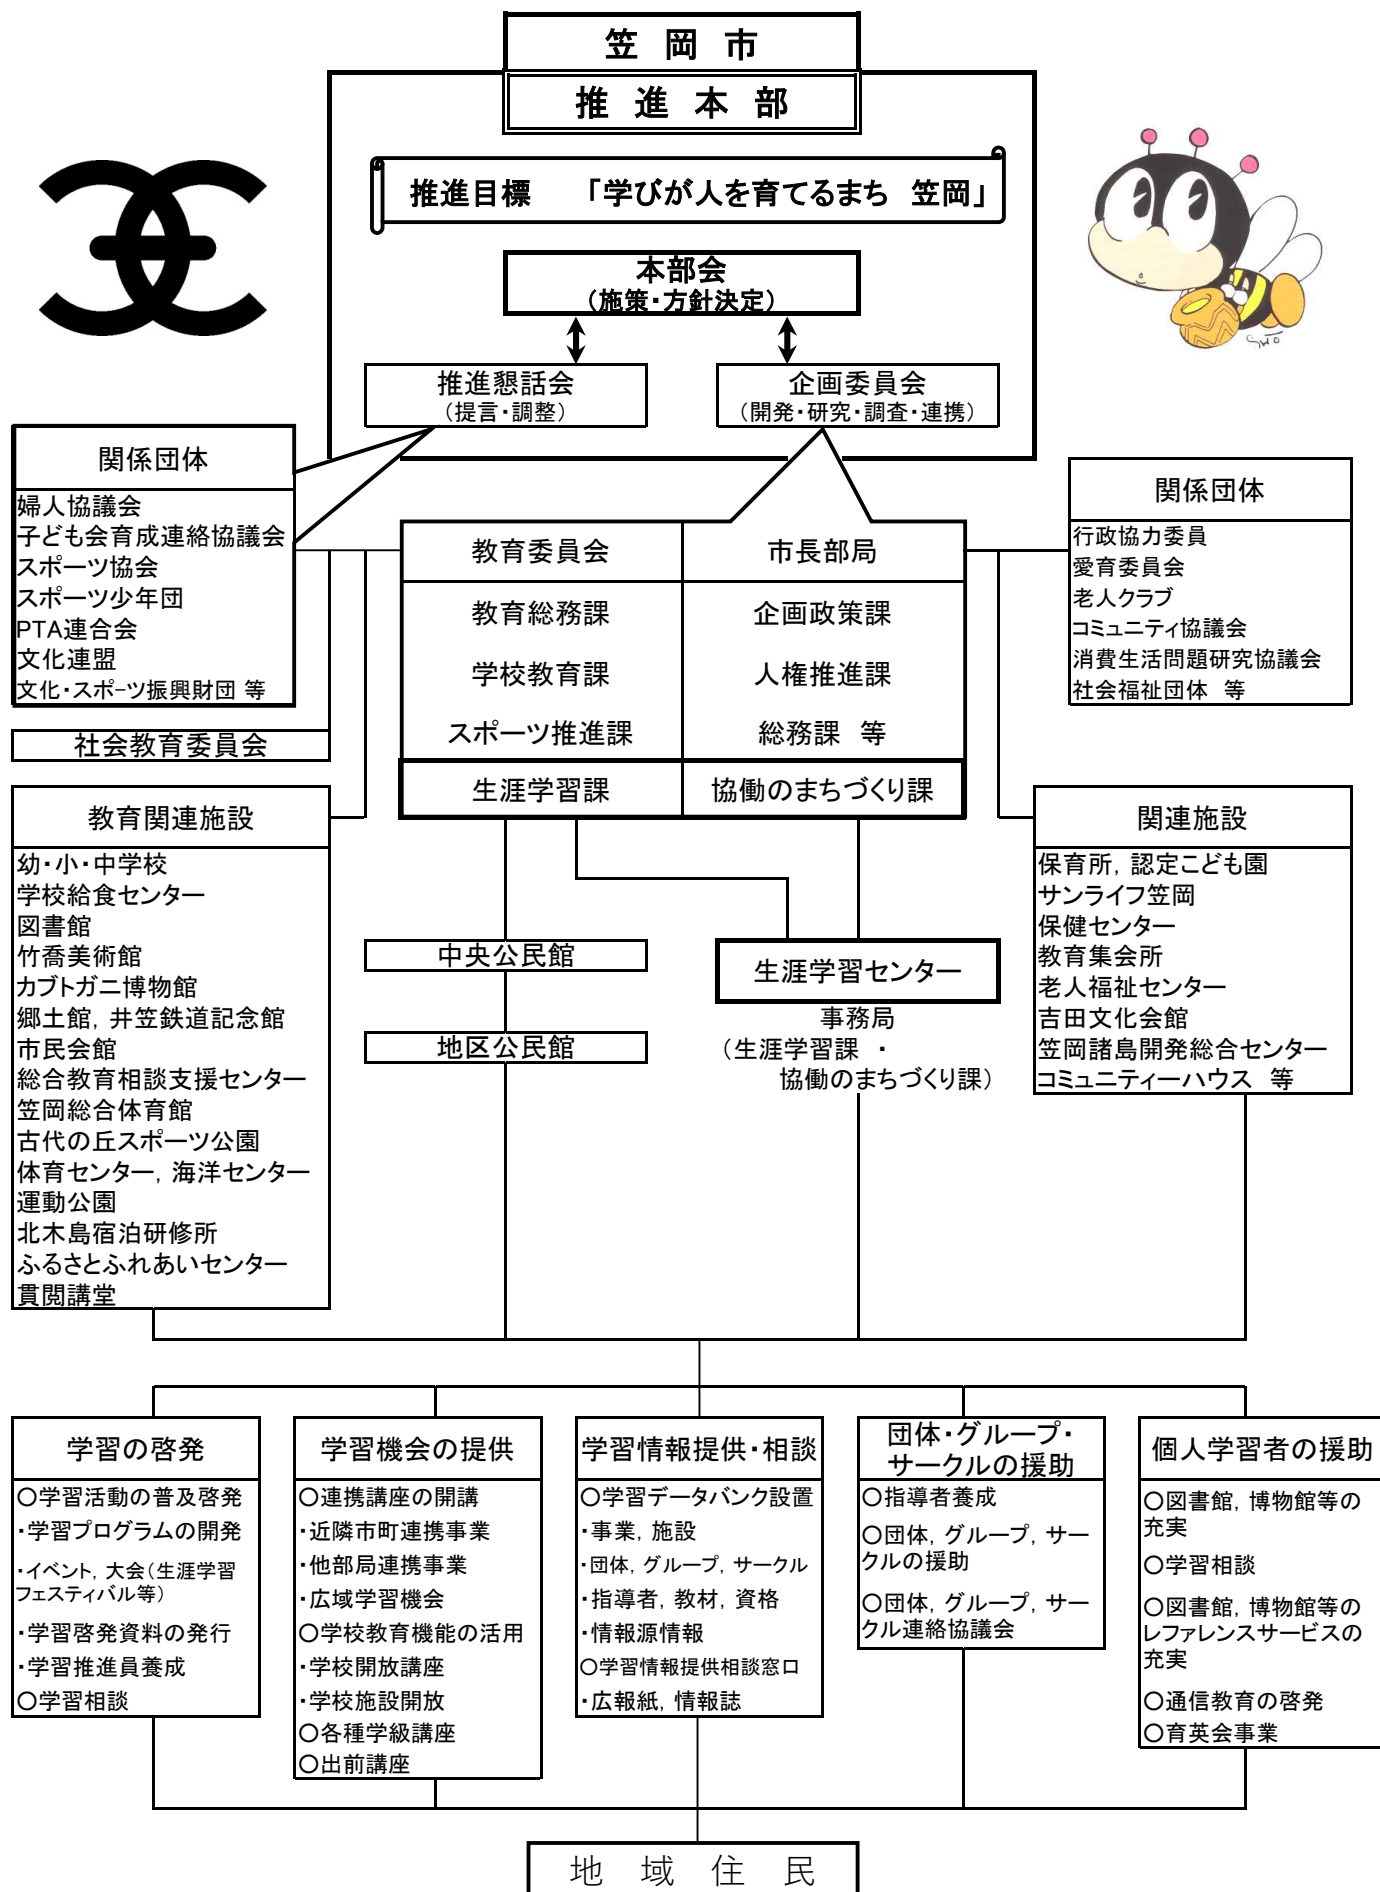 笠　岡　市
推　進　本　部
推進目標　「学びが人を育てるまち　笠岡」
本部会
（施策・方針決定）
推進懇話会
（提言・調整）
企画委員会
（開発・研究・調査・連携）
関係団体
婦人協議会
子ども会育成連絡協議会
スポーツ協会
スポーツ少年団
PTA連合会
文化連盟
文化・スポーツ振興財団 等
社会教育委員会
教育委員会
教育総務課
学校教育課
スポーツ推進課
生涯学習課
市長部局
企画政策課
人権推進課
総務課　等
協働のまちづくり課
関係団体
行政協力委員
愛育委員会
老人クラブ
コミュニティ協議会
消費生活問題研究協議会
社会福祉団体　等
教育関連施設
幼・小・中学校
学校給食センター
図書館
竹喬美術館
カブトガニ博物館
郷土館，井笠鉄道記念館
市民会館
総合教育相談支援センター
笠岡総合体育館
古代の丘スポーツ公園
体育センター，海洋センター
運動公園
北木島宿泊研修所
ふるさとふれあいセンター
貫閲講堂
中央公民館
地区公民館
生涯学習センター
事務局
（生涯学習課　・
協働のまちづくり課）
関連施設
保育所，認定こども園
サンライフ笠岡
保健センター
教育集会所
老人福祉センター
吉田文化会館
笠岡諸島開発総合センター
コミュニティーハウス　等
学習の啓発
○学習活動の普及啓発
・学習プログラムの開発
・イベント，大会（生涯学習
フェスティバル等）
・学習啓発資料の発行
・学習推進員養成
○学習相談
学習機会の提供
○連携講座の開講
・近隣市町連携事業
・他部局連携事業
・広域学習機会
○学校教育機能の活用
・学校開放講座
・学校施設開放
○各種学級講座
○出前講座
学習情報提供・相談
○学習データバンク設置
・事業，施設
・団体，グループ，サークル
・指導者，教材，資格
・情報源情報
○学習情報提供相談窓口
・広報紙，情報誌
団体・グループ・
サークルの援助
○指導者養成
○団体，グループ，サー
クルの援助
○団体，グループ，サー
クル連絡協議会
個人学習者の援助
○図書館，博物館等の
充実
○学習相談
○図書館，博物館等の
レファレンスサービスの
充実
○通信教育の啓発
○育英会事業
地　域　住　民